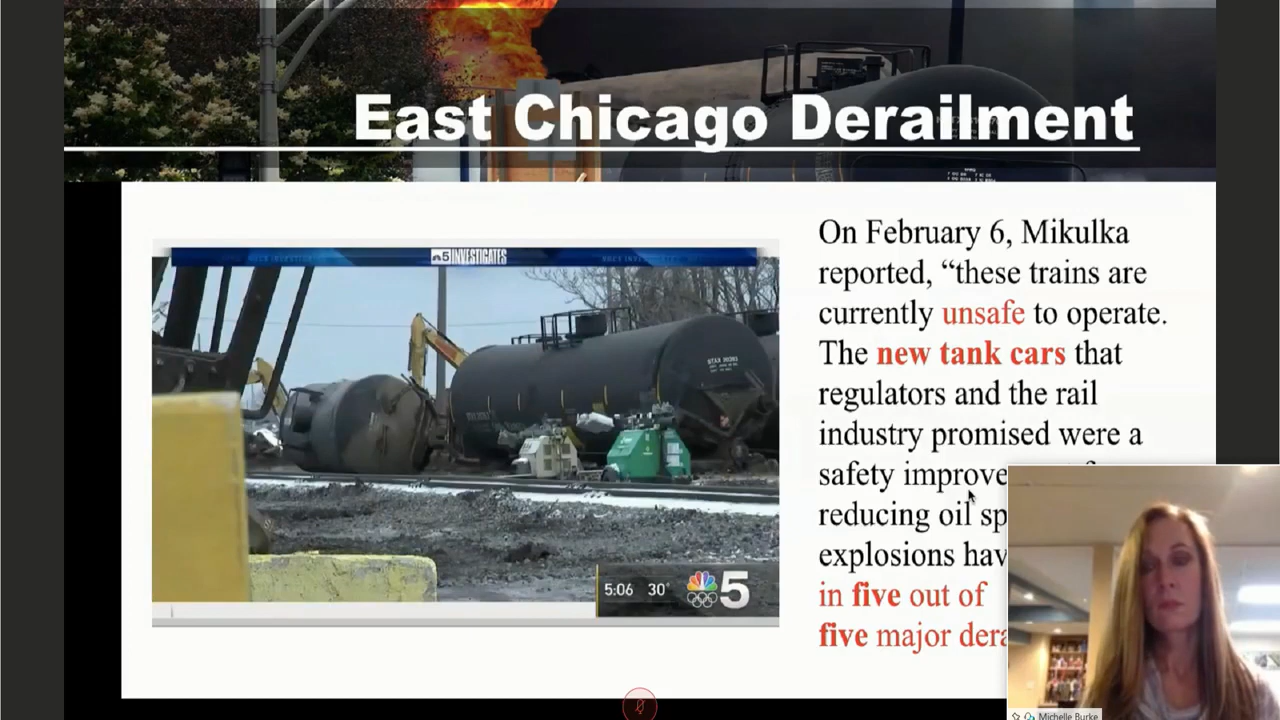 East Chicago Derailment
5 INVESTIGATES
On February 6, Mikulka
reported, “these trains are
currently unsafe to operate.
The new tank cars that
regulators and the rail
industry promised were a
safety improve
reducing oil sp
explosions hav
in five out of
five major dera
5:06 30°
5
Michelle Burke